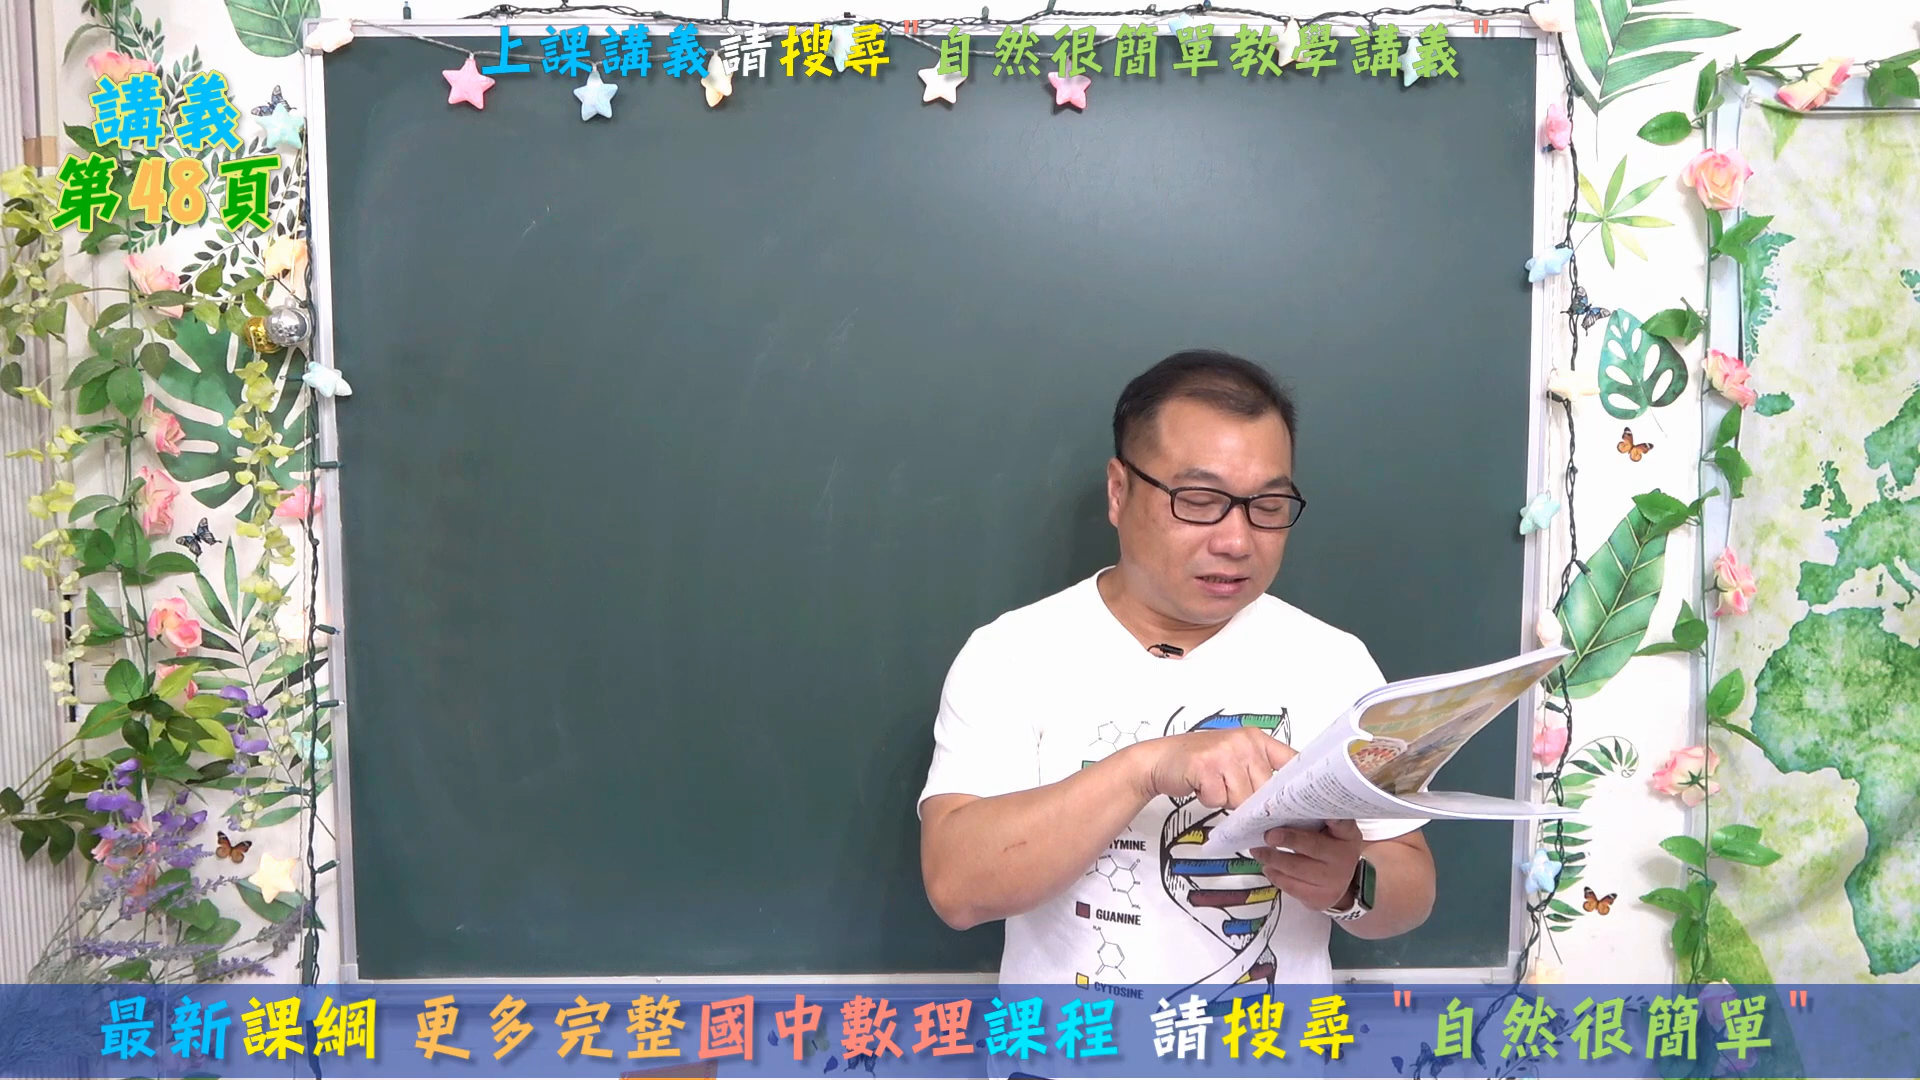 上課講義請搜尋"自然很簡單教學講義"
講義
第48頁
GUANINE
CYTOSINE
最新課綱 更多完整國中數理課程 請搜尋"自然很簡單"